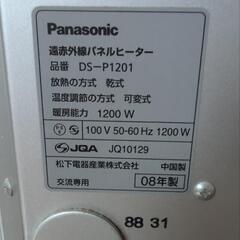 Panasonic
遠赤外線パネルヒーター
品番 DS-P1201
放熱の方式 乾式
温度調節の方式 可変式
暖房能力 1200 W
100 V 50-60 Hz 1200 W
JQA JQ10129
松下電器産業株式会社 中国製
交流専用 08年製
88 31